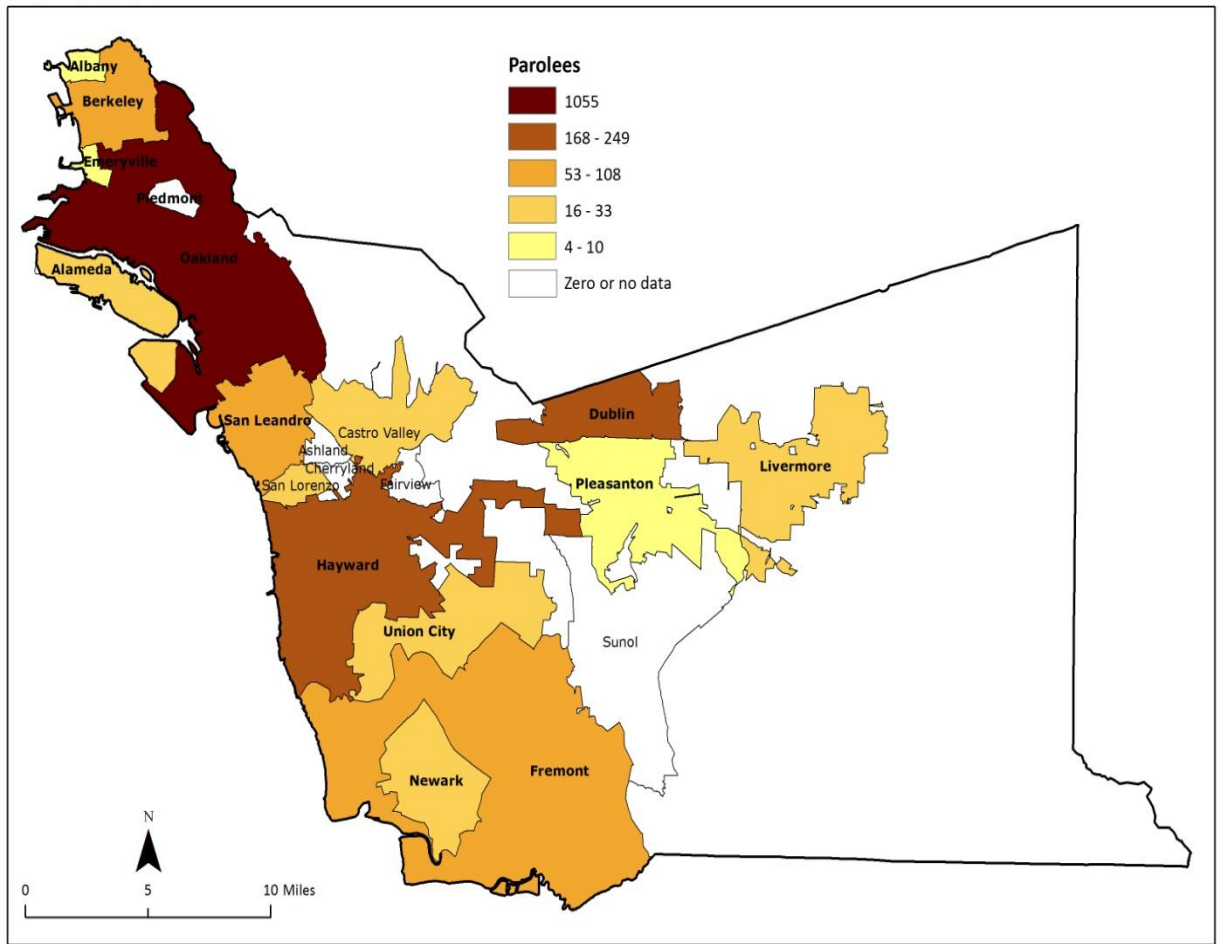 Parolees
1055
168 - 249
53 - 108
16 - 33
4 - 10
Zero or no data
Albany
Berkeley
Emeryville
Piedmont
Oakland
Alameda
San Leandro
Castro Valley
Ashland
Cherryland
San Lorenzo
Fairview
Dublin
Pleasanton
Livermore
Hayward
Union City
Sunol
Newark
Fremont
N
0 5 10 Miles